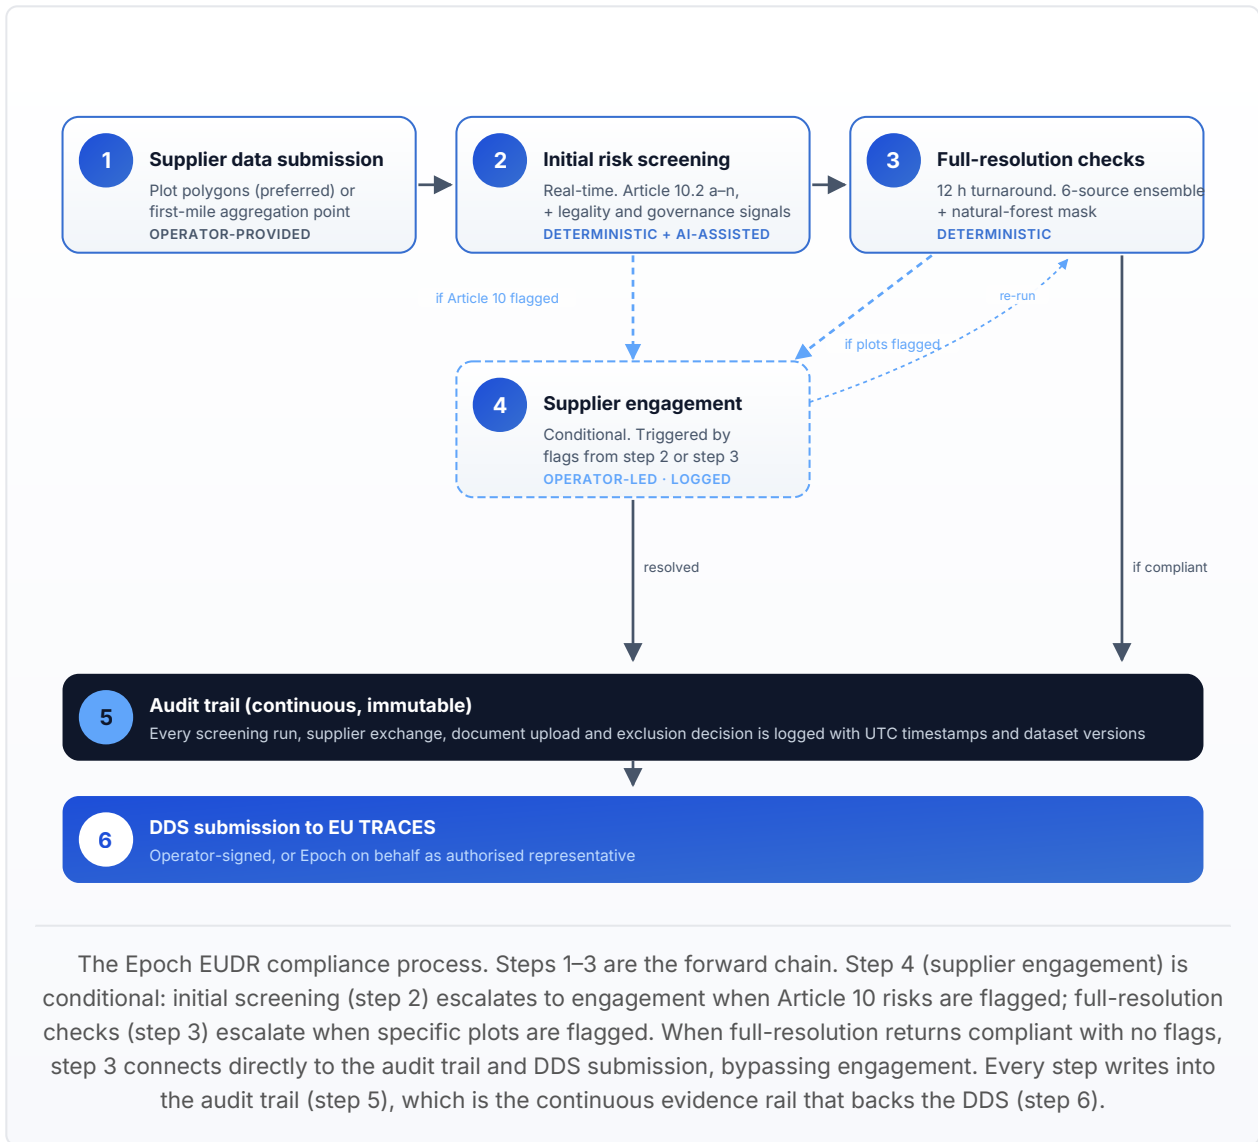 1
Supplier data submission
Plot polygons (preferred) or
first-mile aggregation point
OPERATOR-PROVIDED
2
Initial risk screening
Real-time. Article 10.2 a–n,
+ legality and governance signals
DETERMINISTIC + AI-ASSISTED
3
Full-resolution checks
12 h turnaround. 6-source ensemble
+ natural-forest mask
DETERMINISTIC
if Article 10 flagged
re-run
if plots flagged
4
Supplier engagement
Conditional. Triggered by
flags from step 2 or step 3
OPERATOR-LED · LOGGED
resolved
if compliant
5
Audit trail (continuous, immutable)
Every screening run, supplier exchange, document upload and exclusion decision is logged with UTC timestamps and dataset versions
6
DDS submission to EU TRACES
Operator-signed, or Epoch on behalf as authorised representative
The Epoch EUDR compliance process. Steps 1–3 are the forward chain. Step 4 (supplier engagement) is
conditional: initial screening (step 2) escalates to engagement when Article 10 risks are flagged; full-resolution
checks (step 3) escalate when specific plots are flagged. When full-resolution returns compliant with no flags,
step 3 connects directly to the audit trail and DDS submission, bypassing engagement. Every step writes into
the audit trail (step 5), which is the continuous evidence rail that backs the DDS (step 6).